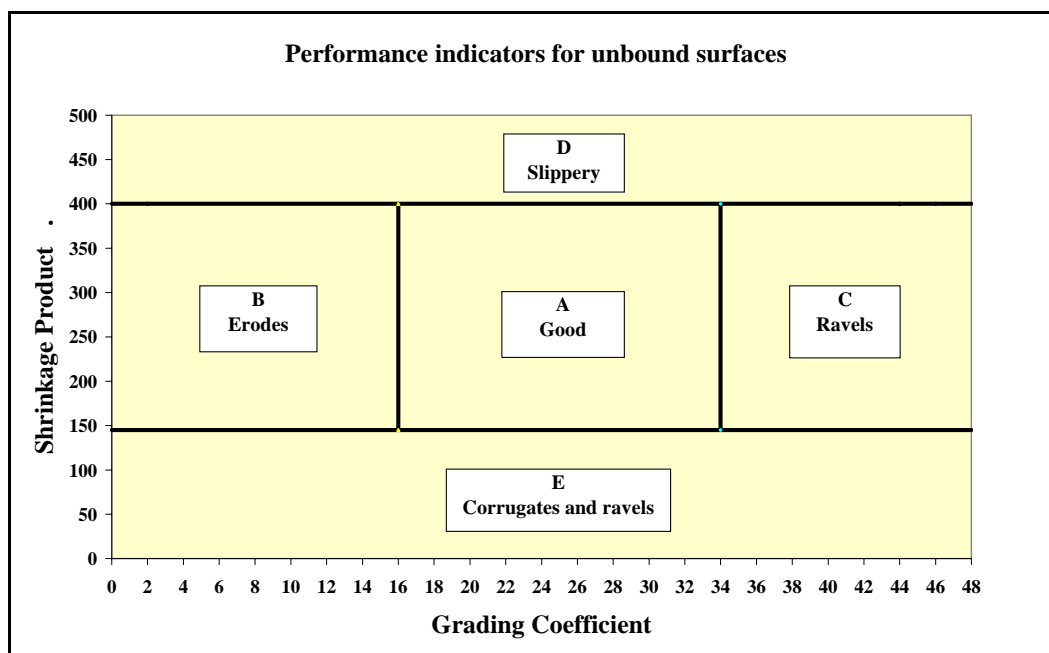 Performance indicators for unbound surfaces
500
450
400
350
300
250
200
150
100
50
0
Shrinkage Product .
D
Slippery
B
Erodes
A
Good
C
Ravels
E
Corrugates and ravels
0 2 4 6 8 10 12 14 16 18 20 22 24 26 28 30 32 34 36 38 40 42 44 46 48
Grading Coefficient